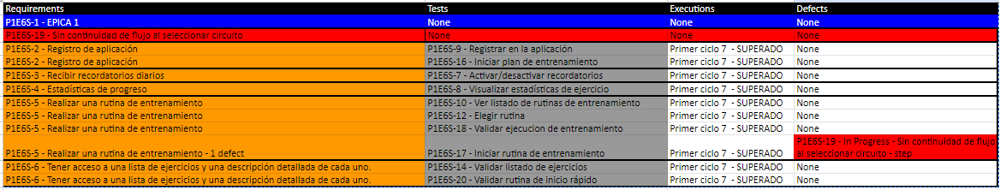 Requirements Tests Executions Defects
P1E6S-1 - EPICA 1 None None None
P1E6S-19 - Sin continuidad de flujo al seleccionar circuito None None None
P1E6S-2 - Registro de aplicación P1E6S-9 - Registrar en la aplicación Primer ciclo 7 - SUPERADO None
P1E6S-2 - Registro de aplicación P1E6S-16 - Iniciar plan de entrenamiento Primer ciclo 7 - SUPERADO None
P1E6S-3 - Recibir recordatorios diarios P1E6S-7 - Activar/desactivar recordatorios Primer ciclo 7 - SUPERADO None
P1E6S-4 - Estadísticas de progreso P1E6S-8 - Visualizar estadísticas de ejercicio Primer ciclo 7 - SUPERADO None
P1E6S-5 - Realizar una rutina de entrenamiento P1E6S-10 - Ver listado de rutinas de entrenamiento Primer ciclo 7 - SUPERADO None
P1E6S-5 - Realizar una rutina de entrenamiento P1E6S-12 - Elegir rutina Primer ciclo 7 - SUPERADO None
P1E6S-5 - Realizar una rutina de entrenamiento P1E6S-18 - Validar ejecucion de entrenamiento Primer ciclo 7 - SUPERADO None
P1E6S-19 - In Progress - Sin continuidad de flujo
P1E6S-5 - Realizar una rutina de entrenamiento - 1 defect P1E6S-17 - Iniciar rutina de entrenamiento Primer ciclo 7 - SUPERADO al seleccionar circuito - step
P1E6S-6 - Tener acceso a una lista de ejercicios y una descripción detallada de cada uno. P1E6S-14 - Validar listado de ejercicios Primer ciclo 7 - SUPERADO None
P1E6S-6 - Tener acceso a una lista de ejercicios y una descripción detallada de cada uno. P1E6S-20 - Validar rutina de inicio rápido Primer ciclo 7 - SUPERADO None